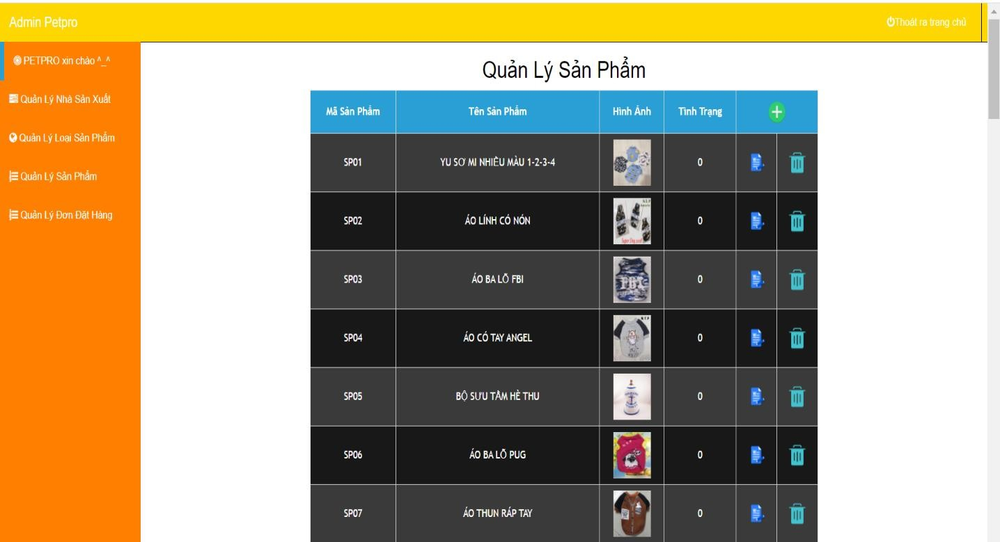 Admin Petpro
Thoát ra trang chủ
PETPRO xin chào ^_^
Quản Lý Nhà Sản Xuất
Quản Lý Loại Sản Phẩm
Quản Lý Sản Phẩm
Quản Lý Đơn Đặt Hàng
Quản Lý Sản Phẩm
Mã Sản Phẩm Tên Sản Phẩm Hình Ảnh Tình Trạng
SP01 YU SƠ MI NHIỀU MÀU 1-2-3-4 0
SP02 ÁO LÍNH CÓ NÓN 0
SP03 ÁO BA LỖ FBI FBI 0
SP04 ÁO CÓ TAY ANGEL 0
SP05 BỘ SƯU TẦM HÈ THU 0
SP06 ÁO BA LỖ PUG 0
SP07 ÁO THUN RÁP TAY 0